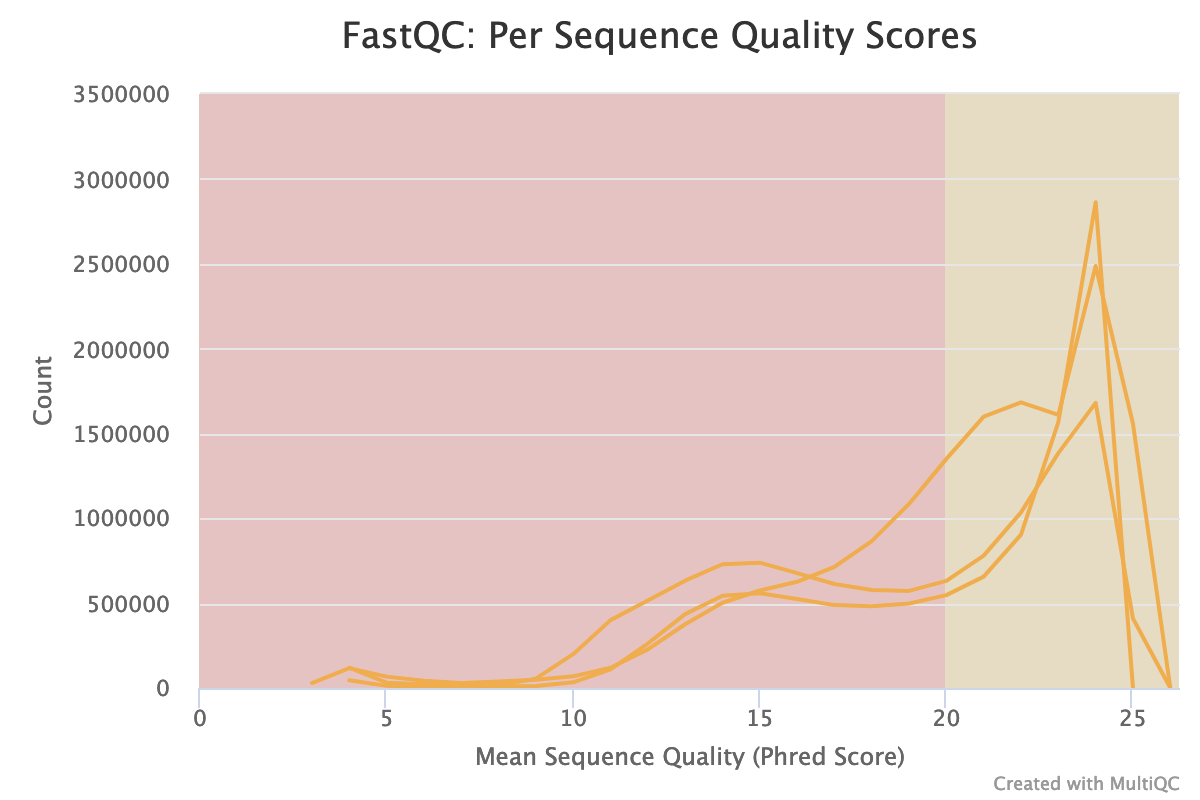 FastQC: Per Sequence Quality Scores
3500000
3000000
2500000
2000000
1500000
1000000
500000
0
Count
0 5 10 15 20 25
Mean Sequence Quality (Phred Score)
Created with MultiQC